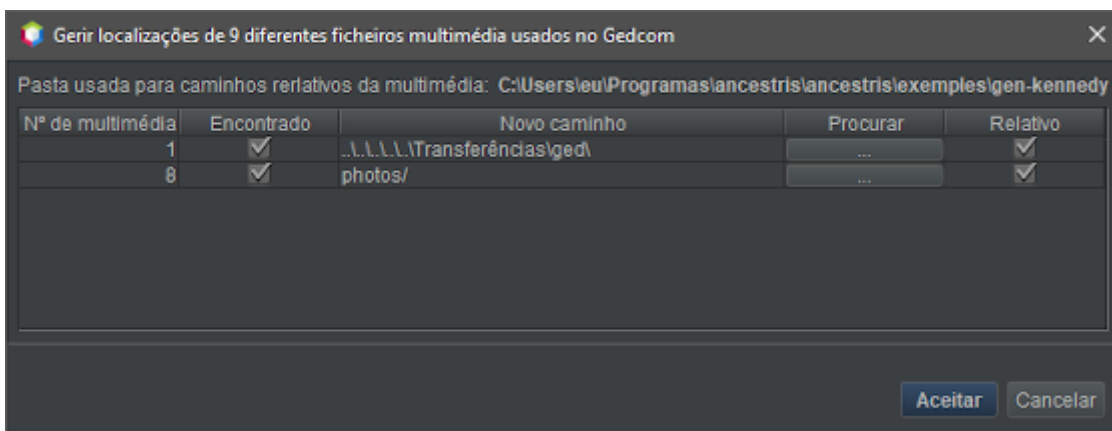 Gerir localizações de 9 diferentes ficheiros multimédia usados no Gedcom
Pasta usada para caminhos rerlativos da multimédia: C:\Users\eu\Programas\ancestris\ancestris\exemples\gen-kennedy
Nº de multimédia Encontrado Novo caminho Procurar Relativo
1 ..\..\..\..\..\Transferências\ged\ ...
8 photos/ ...
Aceitar Cancelar